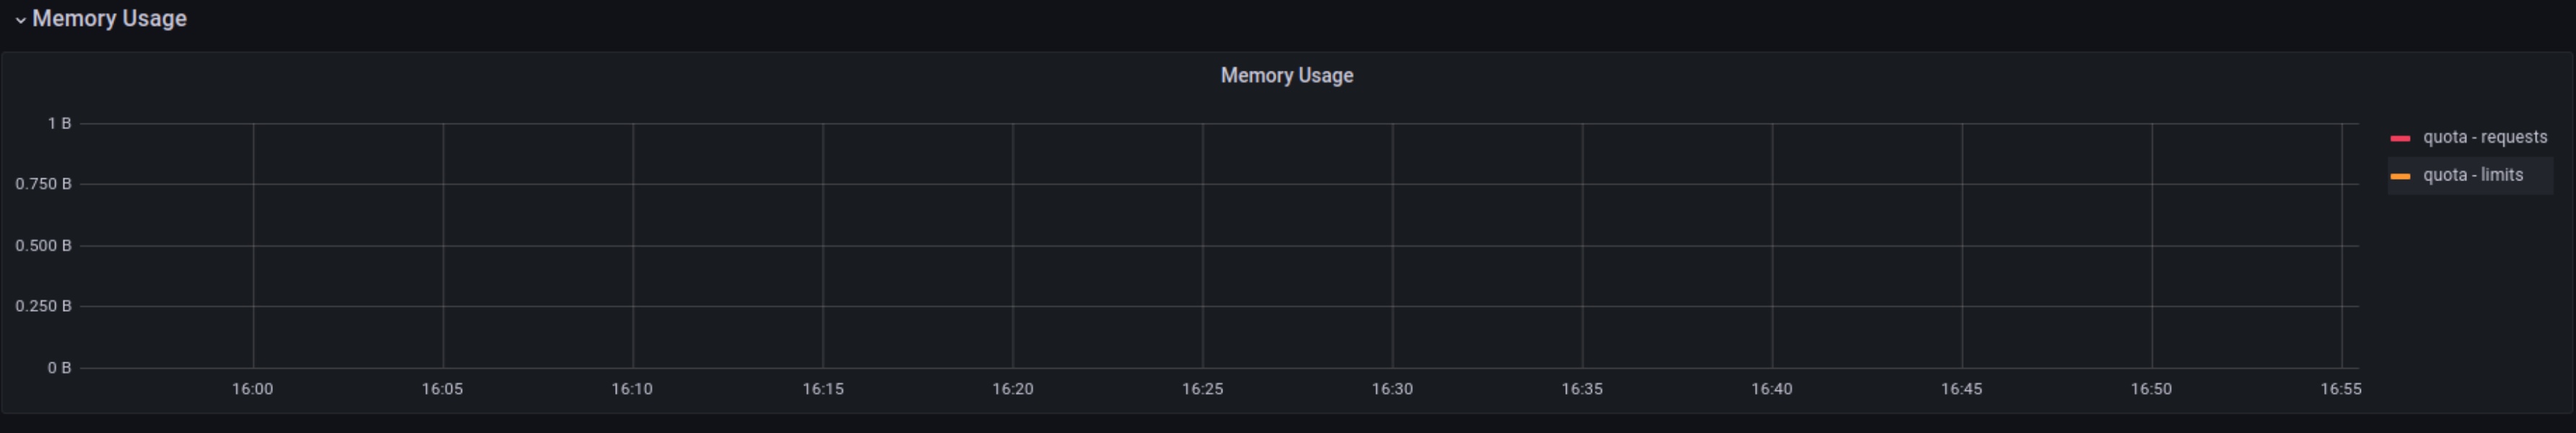 Memory Usage
Memory Usage
1 B
0.750 B
0.500 B
0.250 B
0 B
16:00 16:05 16:10 16:15 16:20 16:25 16:30 16:35 16:40 16:45 16:50 16:55
quota - requests
quota - limits